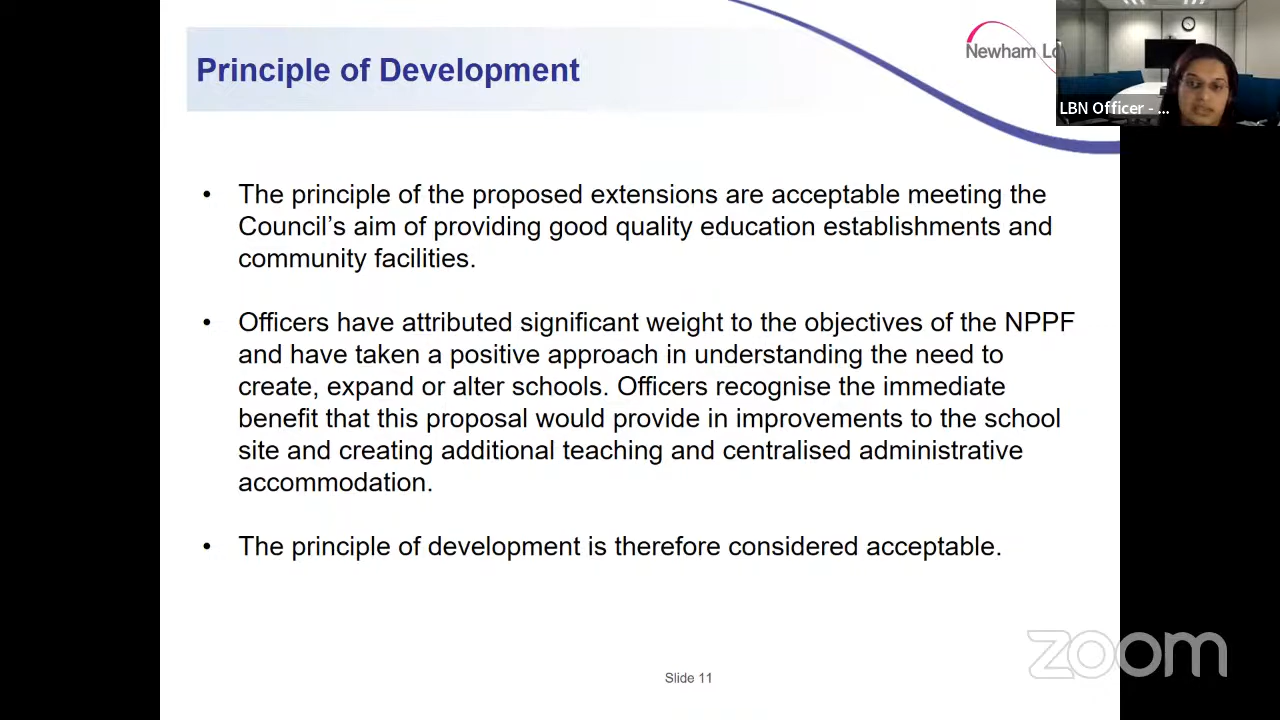 Principle of Development
Newham Lo
LBN Officer - ...
• The principle of the proposed extensions are acceptable meeting the
Council's aim of providing good quality education establishments and
community facilities.
• Officers have attributed significant weight to the objectives of the NPPF
and have taken a positive approach in understanding the need to
create, expand or alter schools. Officers recognise the immediate
benefit that this proposal would provide in improvements to the school
site and creating additional teaching and centralised administrative
accommodation.
• The principle of development is therefore considered acceptable.
zoom
Slide 11